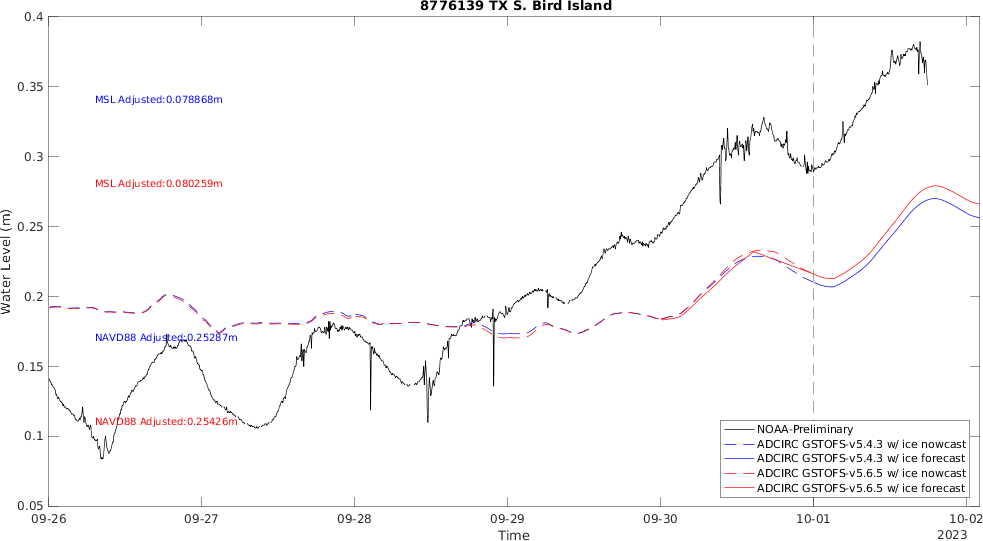 8776139 TX S. Bird Island
0.4
0.35
0.3
0.25
0.2
0.15
0.1
0.05
Water Level (m)
MSL Adjusted:0.078868m
MSL Adjusted:0.080259m
NAVD88 Adjusted:0.25287m
NAVD88 Adjusted:0.25426m
NOAA-Preliminary
ADCIRC GSTOFS-v5.4.3 w/ ice nowcast
ADCIRC GSTOFS-v5.4.3 w/ ice forecast
ADCIRC GSTOFS-v5.6.5 w/ ice nowcast
ADCIRC GSTOFS-v5.6.5 w/ ice forecast
09-26 09-27 09-28 09-29 09-30 10-01 10-02
Time 2023